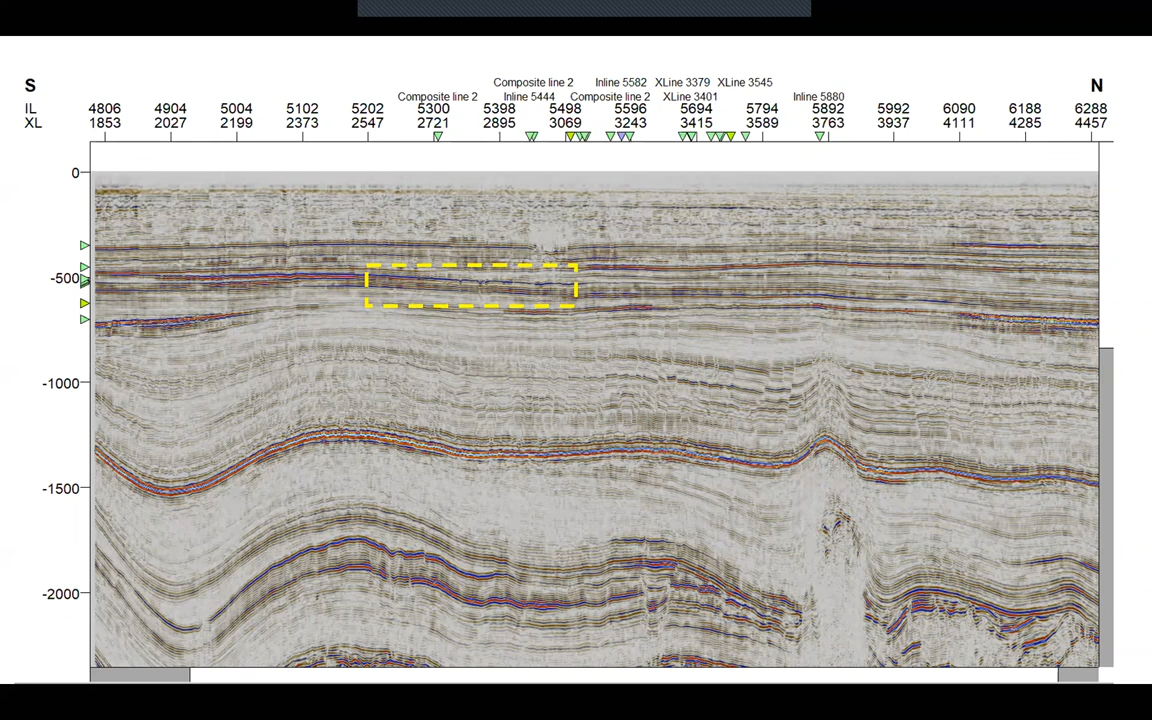 S
N
Composite line 2 Inline 5582 XLine 3379 XLine 3545
Composite line 2 Inline 5444 Composite line 2 XLine 3401 Inline 5880
IL 4806 4904 5004 5102 5202 5300 5398 5498 5596 5694 5794 5892 5992 6090 6188 6288
XL 1853 2027 2199 2373 2547 2721 2895 3069 3243 3415 3589 3763 3937 4111 4285 4457
0
-500
-1000
-1500
-2000